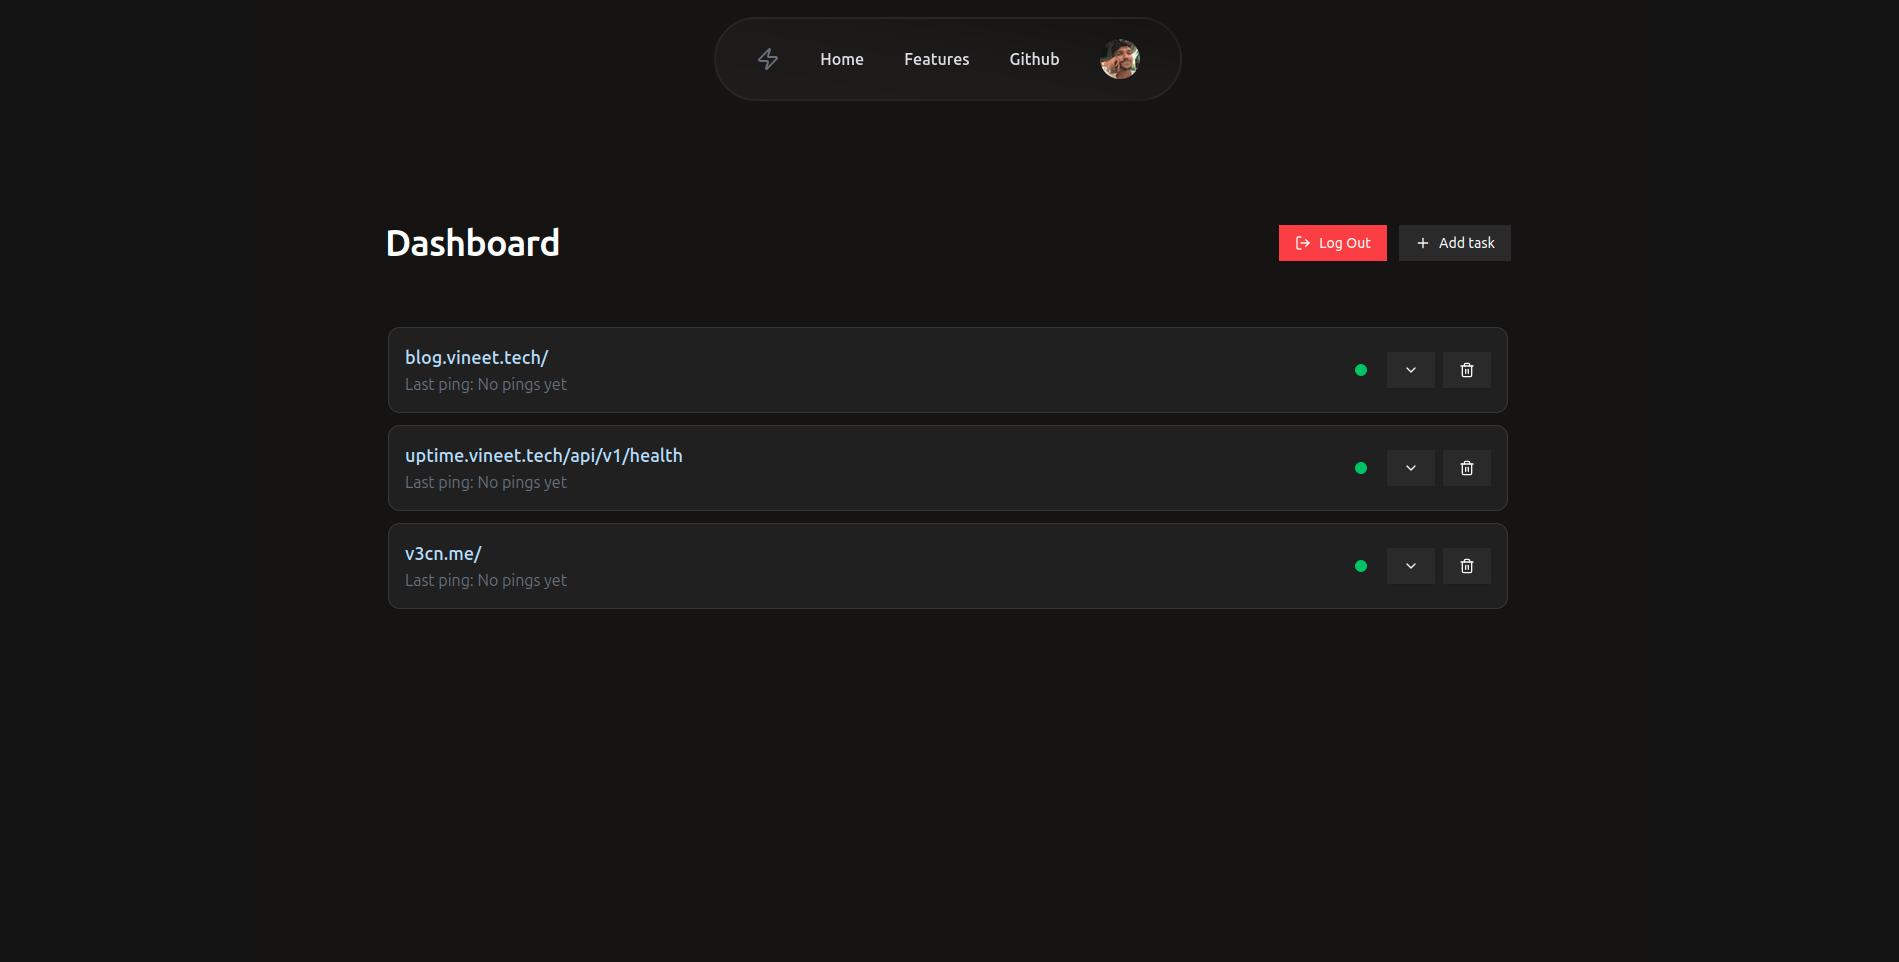 Home Features Github
Dashboard
Log Out
Add task
blog.vineet.tech/
Last ping: No pings yet
uptime.vineet.tech/api/v1/health
Last ping: No pings yet
v3cn.me/
Last ping: No pings yet